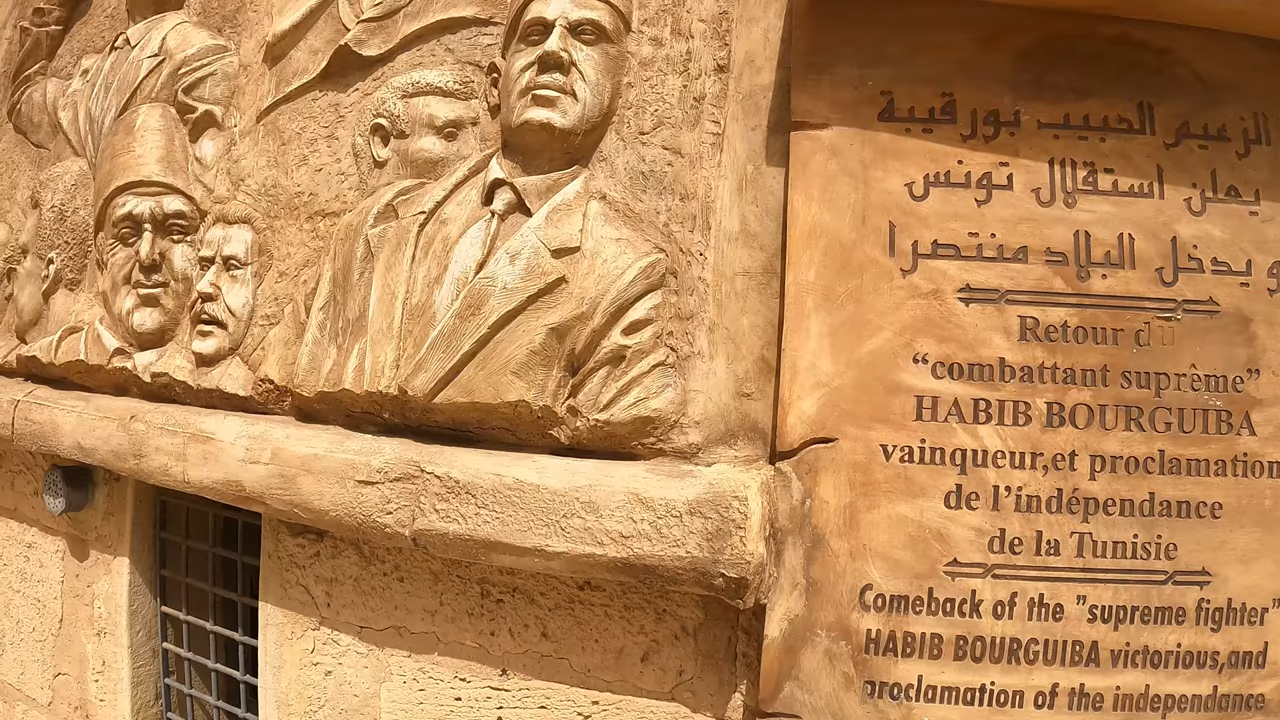 الزعيم الحبيب بورقيبة
يعلن استقلال تونس
و يدخل البلاد منتصرا
Retour du
“combattant suprême”
HABIB BOURGUIBA
vainqueur,et proclamation
de l’indépendance
de la Tunisie
Comeback of the ”supreme fighter”
HABIB BOURGUIBA victorious,and
proclamation of the independance